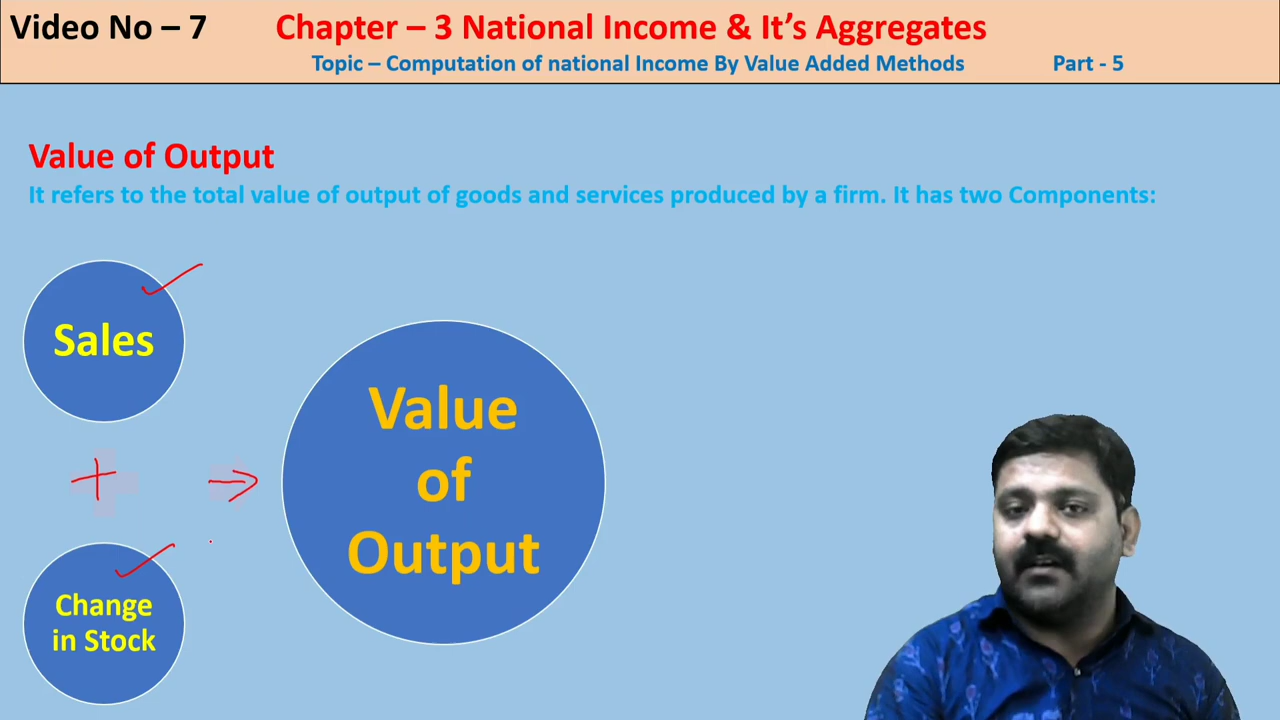 Video No – 7
Chapter – 3 National Income & It's Aggregates
Topic – Computation of national Income By Value Added Methods
Part - 5
Value of Output
It refers to the total value of output of goods and services produced by a firm. It has two Components:
Sales
+
Change
in Stock
Value
of
Output